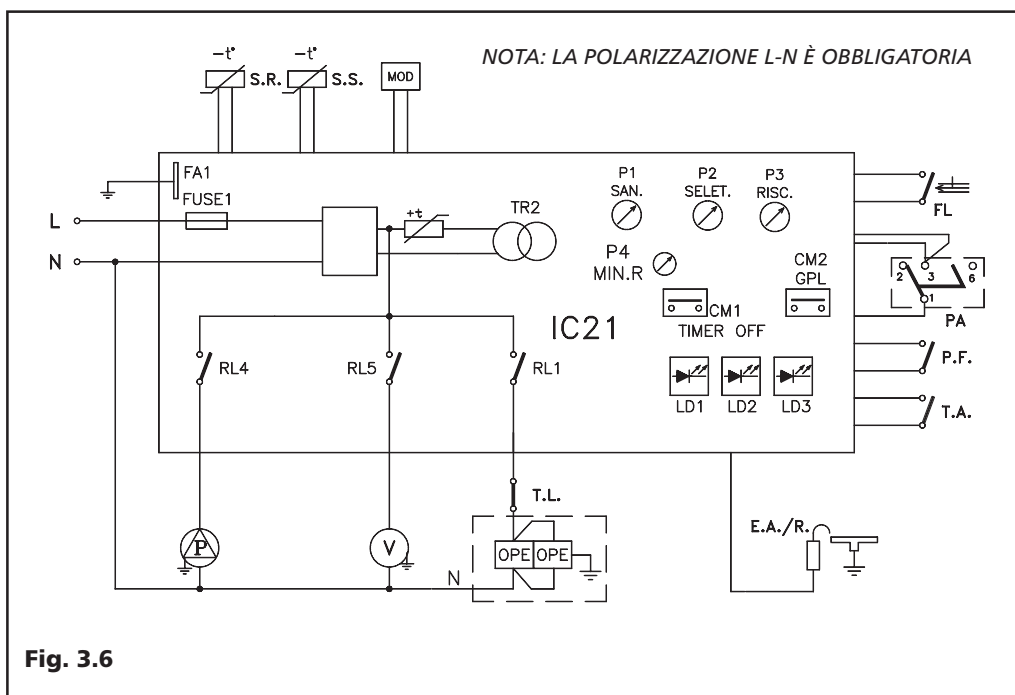 NOTA: LA POLARIZZAZIONE L-N È OBBLIGATORIA
-t° S.R.
-t° S.S.
MOD
FA1
FUSE1
L
N
+t
TR2
P1
SAN.
P2
SELET.
P3
RISC.
P4
MIN.R
CM1
TIMER OFF
CM2
GPL
IC21
LD1
LD2
LD3
RL4
RL5
RL1
FL
2
3
6
1
PA
P.F.
T.A.
T.L.
P
V
N
OPE OPE
E.A./R.
Fig. 3.6